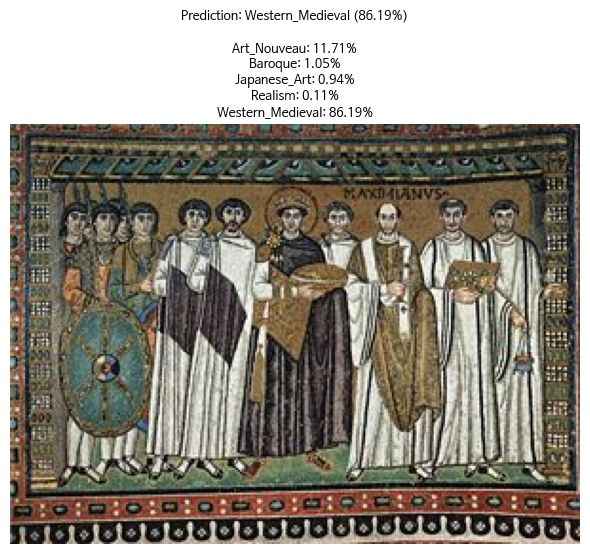 Prediction: Western_Medieval (86.19%)
Art_Nouveau: 11.71%
Baroque: 1.05%
Japanese_Art: 0.94%
Realism: 0.11%
Western_Medieval: 86.19%
MAXIMIANVS